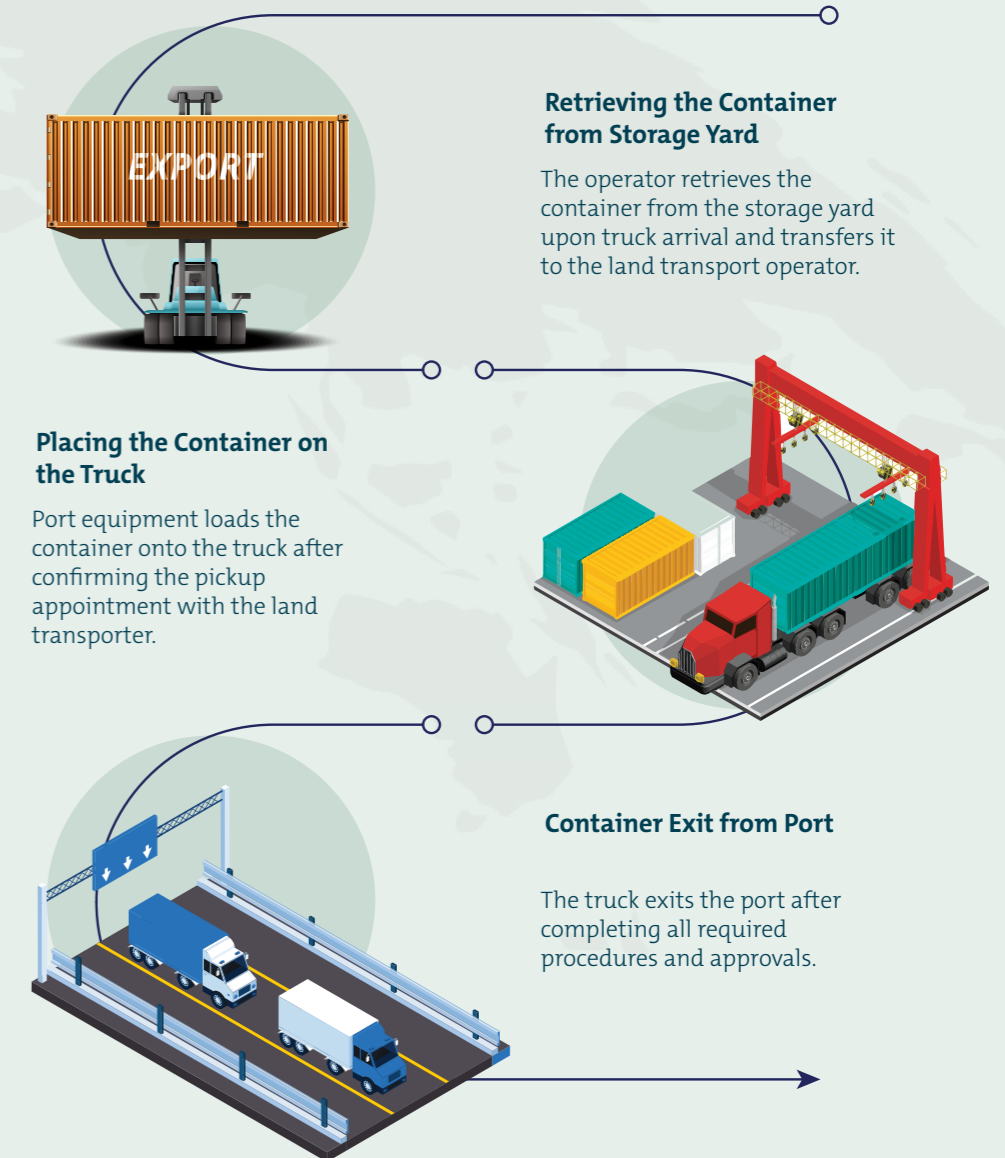 EXPORT
Retrieving the Container
from Storage Yard
The operator retrieves the
container from the storage yard
upon truck arrival and transfers it
to the land transport operator.
Placing the Container on
the Truck
Port equipment loads the
container onto the truck after
confirming the pickup
appointment with the land
transporter.
Container Exit from Port
The truck exits the port after
completing all required
procedures and approvals.